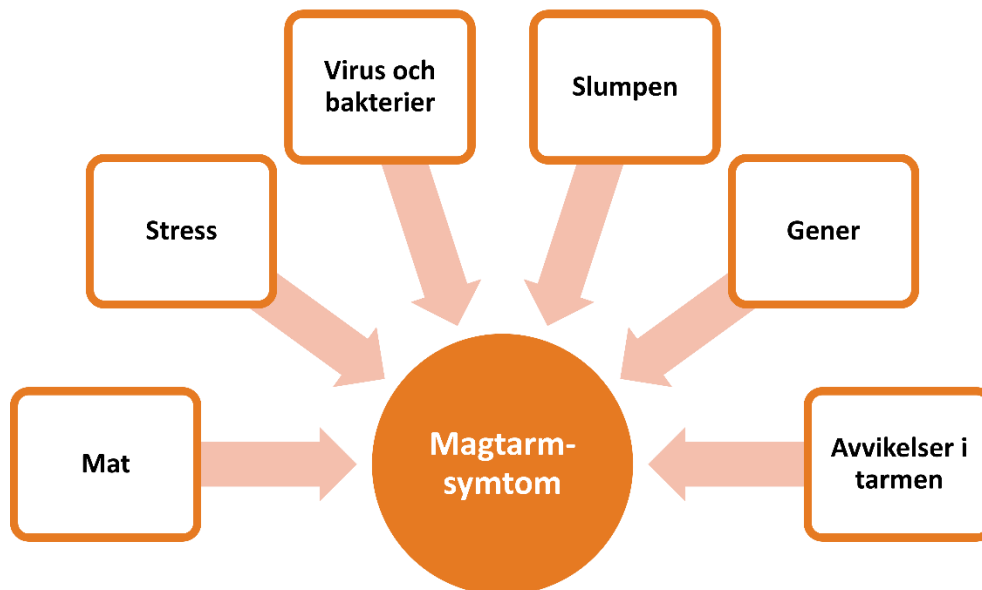 Virus och
bakterier
Slumpen
Stress
Gener
Mat
Magtarm-
symtom
Avvikelser i
tarmen